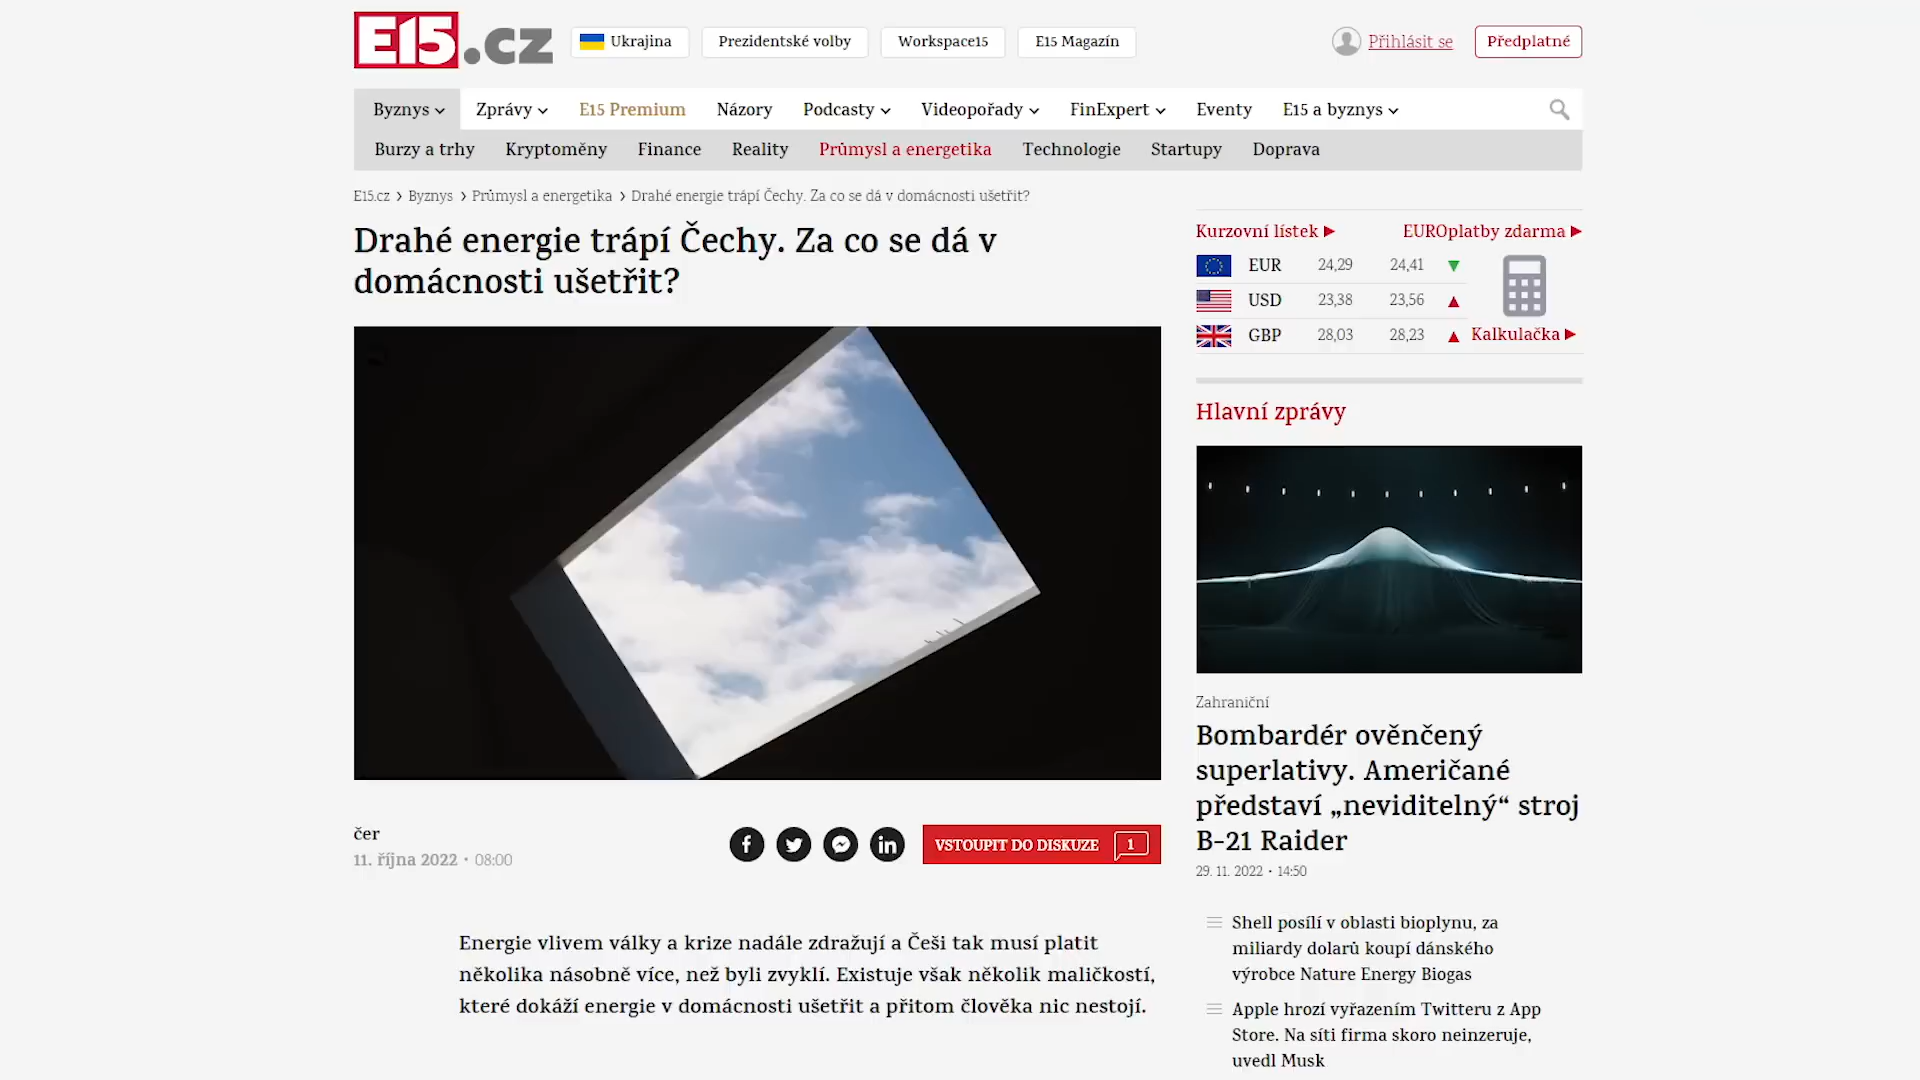 E15.cz
Ukrajina
Prezidentské volby
Workspace15
E15 Magazín
Přihlásit se
Předplatné
Byznys
Zprávy
E15 Premium
Názory
Podcasty
Videopořady
FinExpert
Eventy
E15 a byznys
Burzy a trhy
Kryptoměny
Finance
Reality
Průmysl a energetika
Technologie
Startupy
Doprava
E15.cz › Byznys › Průmysl a energetika › Drahé energie trápí Čechy. Za co se dá v domácnosti ušetřit?
Drahé energie trápí Čechy. Za co se dá v
domácnosti ušetřit?
čer
11. října 2022 • 08:00
VSTOUPIT DO DISKUZE 1
Energie vlivem války a krize nadále zdražují a Češi tak musí platit
několika násobně více, než byli zvyklí. Existuje však několik maličkostí,
které dokáží energie v domácnosti ušetřit a přitom člověka nic nestojí.
Kurzovní lístek
EUROplatby zdarma
EUR 24,29 24,41
USD 23,38 23,56
GBP 28,03 28,23
Kalkulačka
Hlavní zprávy
Zahraniční
Bombardér ověnčený
superlativy. Američané
představí „neviditelný“ stroj
B-21 Raider
29. 11. 2022 • 14:50
Shell posílí v oblasti bioplynu, za
miliardy dolarů koupí dánského
výrobce Nature Energy Biogas
Apple hrozí vyřazením Twitteru z App
Store. Na síti firma skoro neinzeruje,
uvedl Musk